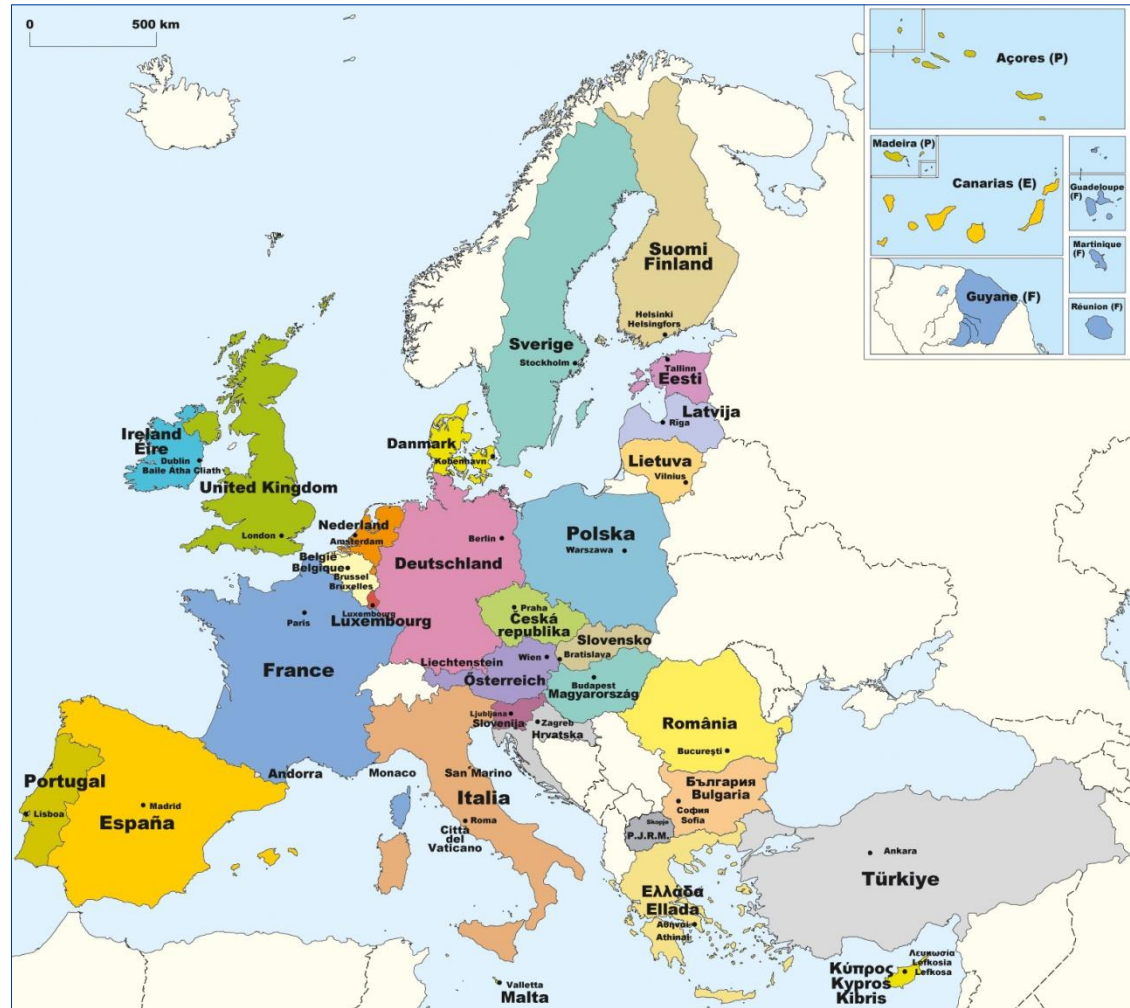 0 500 km
Açores (P)
Madeira (P)
Canarias (E)
Guadeloupe
(F)
Martinique
(F)
Guyane (F)
Réunion (F)
Suomi
Finland
Helsinki
Helsingfors
Sverige
Stockholm
Tallinn
Eesti
Latvija
Rīga
Lietuva
Vilnius
Danmark
København
Ireland
Éire
Dublin
Baile Átha Cliath
United Kingdom
London
Nederland
Amsterdam
België
Belgique
Brussel
Bruxelles
Luxembourg
Luxembourg
Deutschland
Berlin
Polska
Warszawa
Praha
Česká
republika
Slovensko
Bratislava
Paris
France
Liechtenstein
Wien
Österreich
Budapest
Magyarország
Ljubljana
Slovenija
Zagreb
Hrvatska
România
București
Andorra
Monaco
San Marino
Italia
Roma
Città
del
Vaticano
България
Bulgaria
София
Sofia
Skopje
P.J.R.M.
Portugal
Lisboa
Madrid
España
Ankara
Türkiye
Ελλάδα
Ellada
Athinai
Valletta
Malta
Λευκωσία
Lefkosia
Lefkosa
Κύπρος
Kypros
Kibris